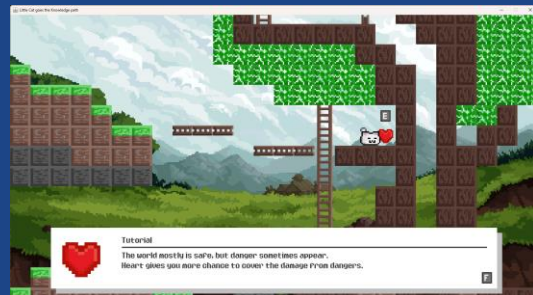 Little Cat goes the Knowledge path
E
Tutorial
The world mostly is safe, but danger sometimes appear.
Heart gives you more chance to cover the damage from dangers.
F